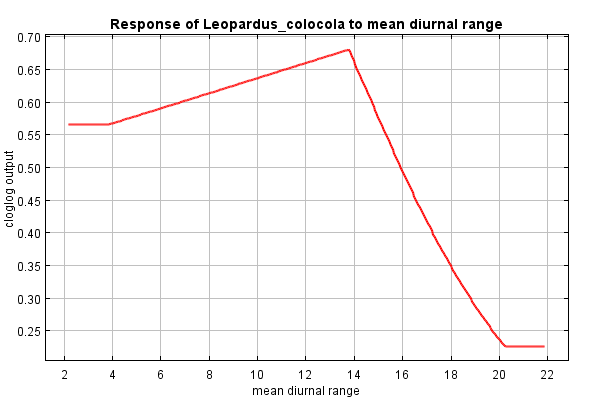 Response of Leopardus_colocola to mean diurnal range
0.70
0.65
0.60
0.55
0.50
0.45
0.40
0.35
0.30
0.25
cloglog output
2 4 6 8 10 12 14 16 18 20 22
mean diurnal range